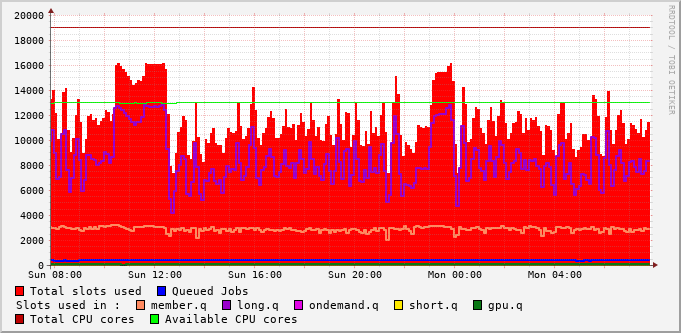 20000
18000
16000
14000
12000
10000
8000
6000
4000
2000
0
Sun 08:00 Sun 12:00 Sun 16:00 Sun 20:00 Mon 00:00 Mon 04:00
Total slots used Queued Jobs
Slots used in : member.q long.q ondemand.q short.q gpu.q
Total CPU cores Available CPU cores
RRDTOOL / TOBI OETIKER